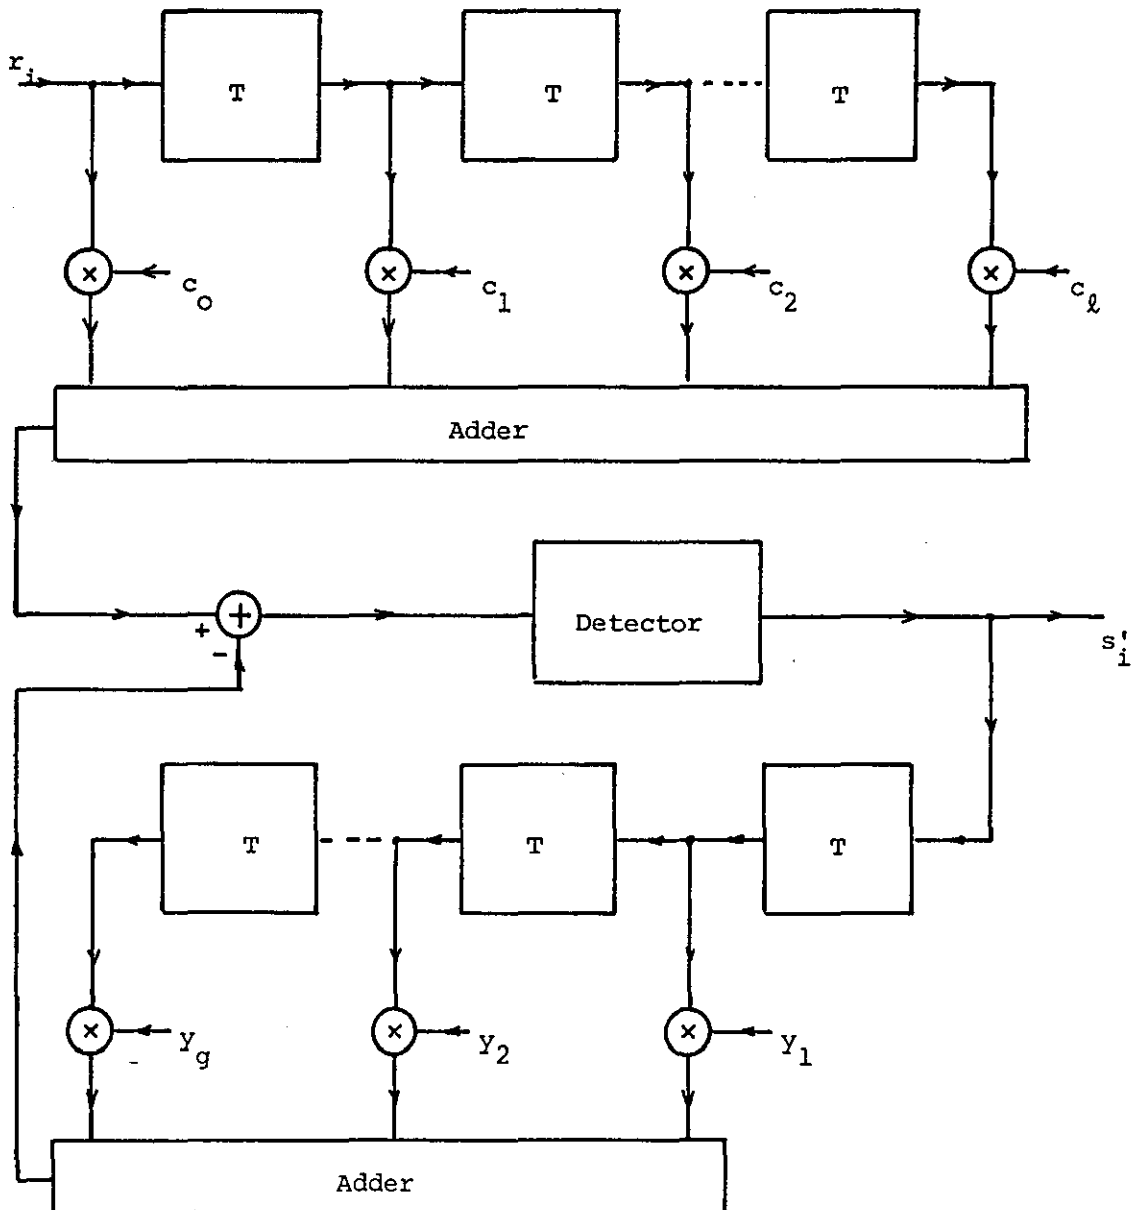 r_i
T T T
× × × ×
c_o c_1 c_2 c_ℓ
Adder
+
+
-
Detector
s'_i
T T T
× × ×
y_g y_2 y_1
Adder